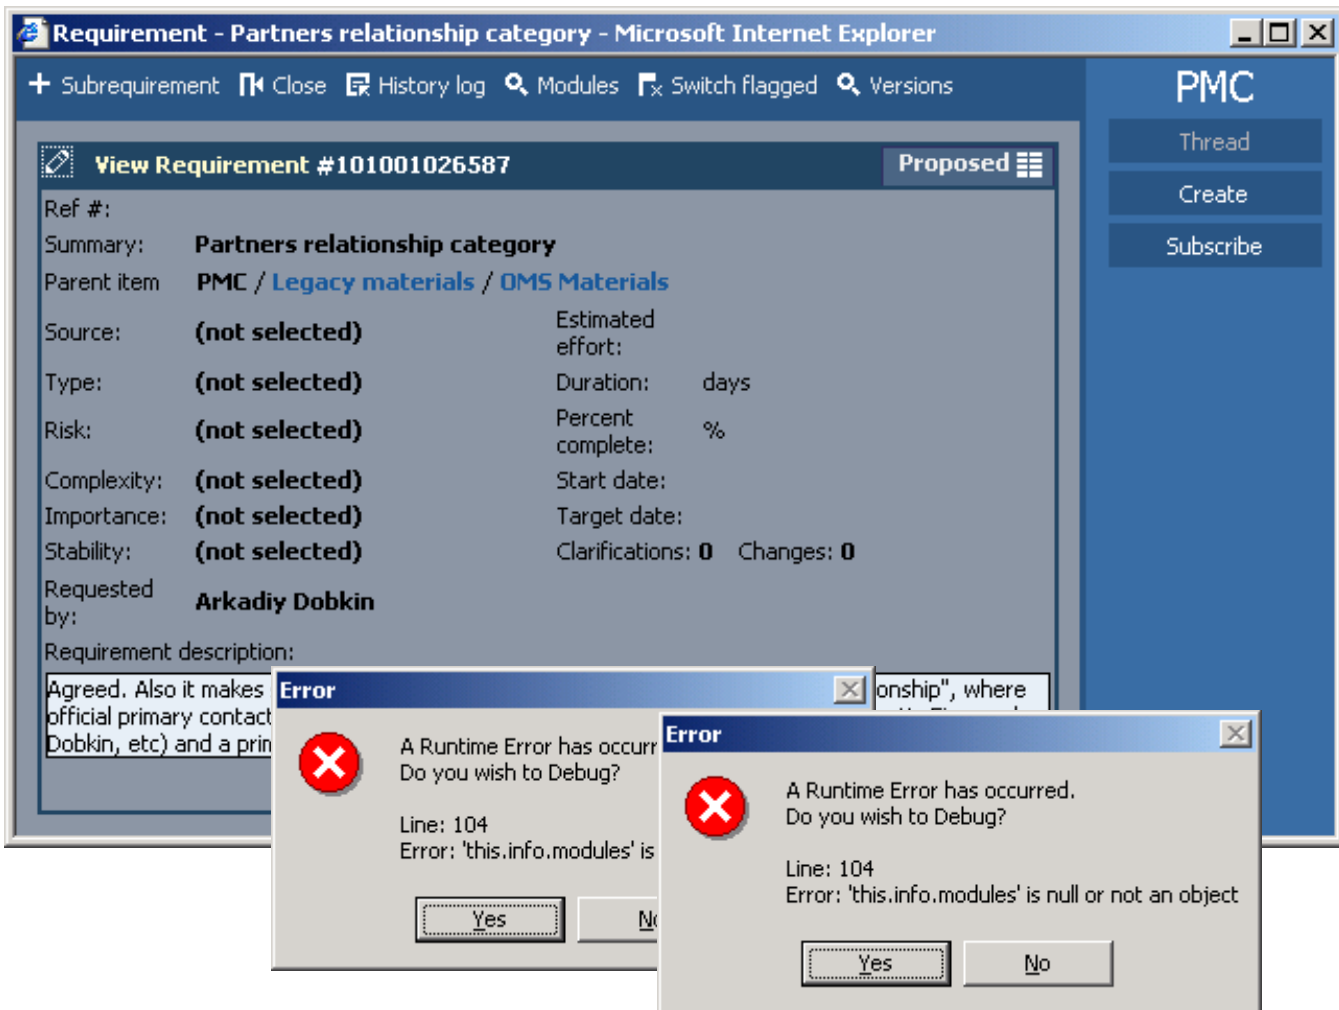 Requirement - Partners relationship category - Microsoft Internet Explorer
Subrequirement Close History log Modules Switch flagged Versions
PMC
Thread
Create
Subscribe
View Requirement #101001026587 Proposed
Ref #:
Summary: Partners relationship category
Parent item PMC / Legacy materials / OMS Materials
Source: (not selected) Estimated effort:
Type: (not selected) Duration: days
Risk: (not selected) Percent complete: %
Complexity: (not selected) Start date:
Importance: (not selected) Target date:
Stability: (not selected) Clarifications: 0 Changes: 0
Requested by: Arkadiy Dobkin
Requirement description:
Agreed. Also it makes onship", where
official primary contact
Dobkin, etc) and a prin
Error
A Runtime Error has occurr
Do you wish to Debug?
Line: 104
Error: 'this.info.modules' is
Yes No
Error
A Runtime Error has occurred.
Do you wish to Debug?
Line: 104
Error: 'this.info.modules' is null or not an object
Yes No